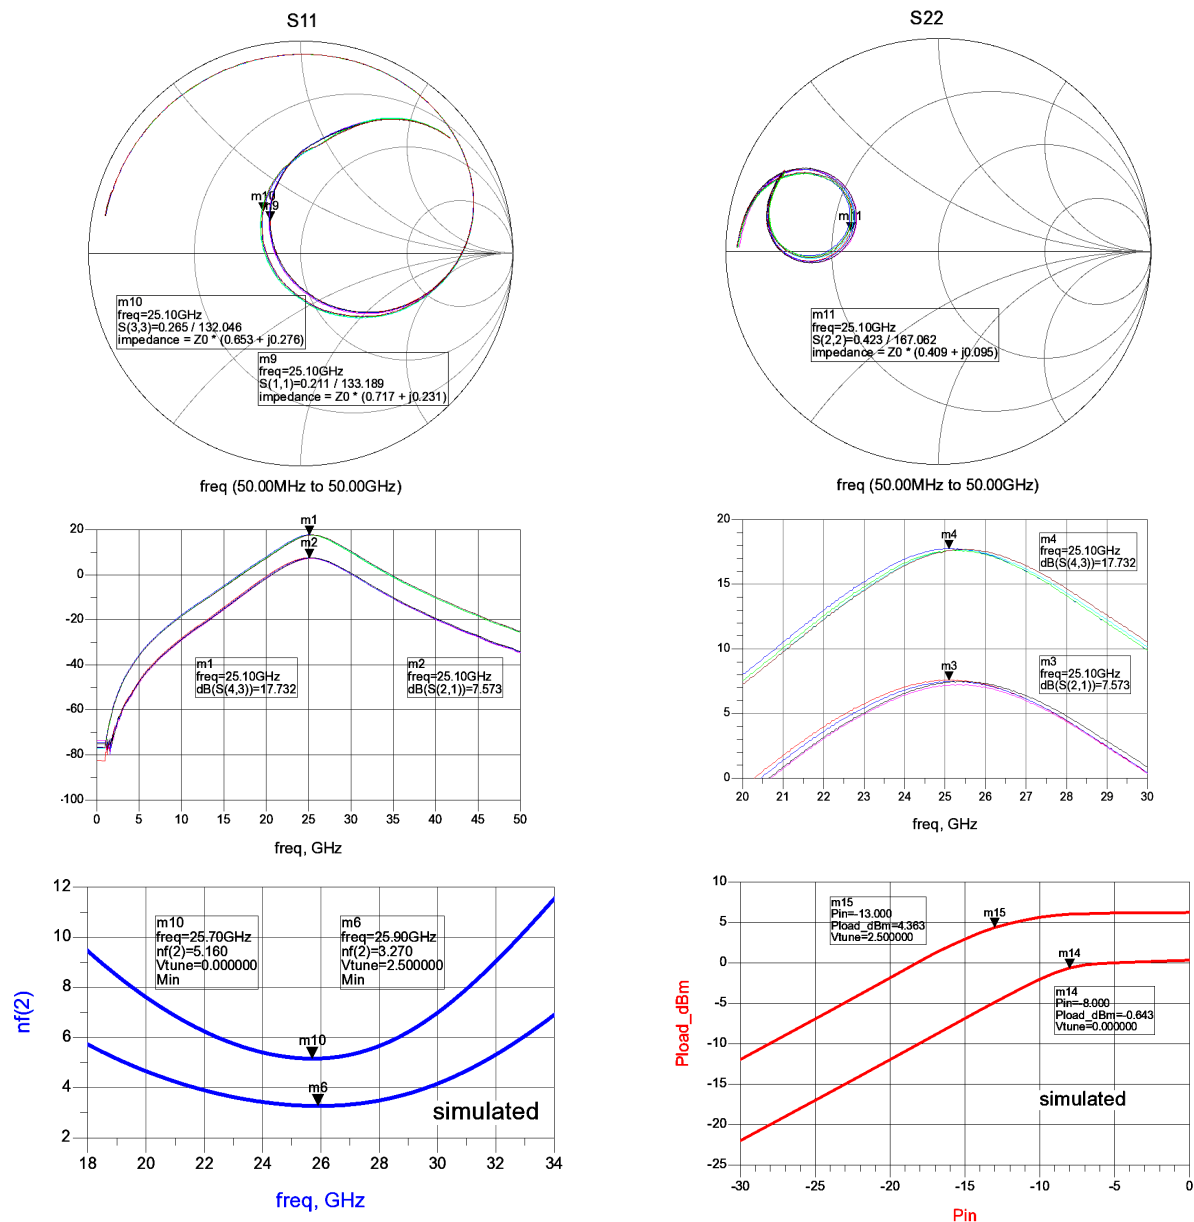 S11
m10
m9
m10
freq=25.10GHz
S(3,3)=0.265 / 132.046
impedance = Z0 * (0.653 + j0.276)
m9
freq=25.10GHz
S(1,1)=0.211 / 133.189
impedance = Z0 * (0.717 + j0.231)
freq (50.00MHz to 50.00GHz)
S22
m11
m11
freq=25.10GHz
S(2,2)=0.423 / 167.062
impedance = Z0 * (0.409 + j0.095)
freq (50.00MHz to 50.00GHz)
m1
m2
20
0
-20
-40
-60
-80
-100
m1
freq=25.10GHz
dB(S(4,3))=17.732
m2
freq=25.10GHz
dB(S(2,1))=7.573
0 5 10 15 20 25 30 35 40 45 50
freq, GHz
20
15
10
5
0
m4
m4
freq=25.10GHz
dB(S(4,3))=17.732
m3
m3
freq=25.10GHz
dB(S(2,1))=7.573
20 21 22 23 24 25 26 27 28 29 30
freq, GHz
12
10
8
6
4
2
nf(2)
m10
freq=25.70GHz
nf(2)=5.160
Vtune=0.000000
Min
m6
freq=25.90GHz
nf(2)=3.270
Vtune=2.500000
Min
m10
m6
simulated
18 20 22 24 26 28 30 32 34
freq, GHz
10
5
0
-5
-10
-15
-20
-25
Pload_dBm
m15
Pin=-13.000
Pload_dBm=4.363
Vtune=2.500000
m15
m14
m14
Pin=-8.000
Pload_dBm=-0.643
Vtune=0.000000
simulated
-30 -25 -20 -15 -10 -5 0
Pin